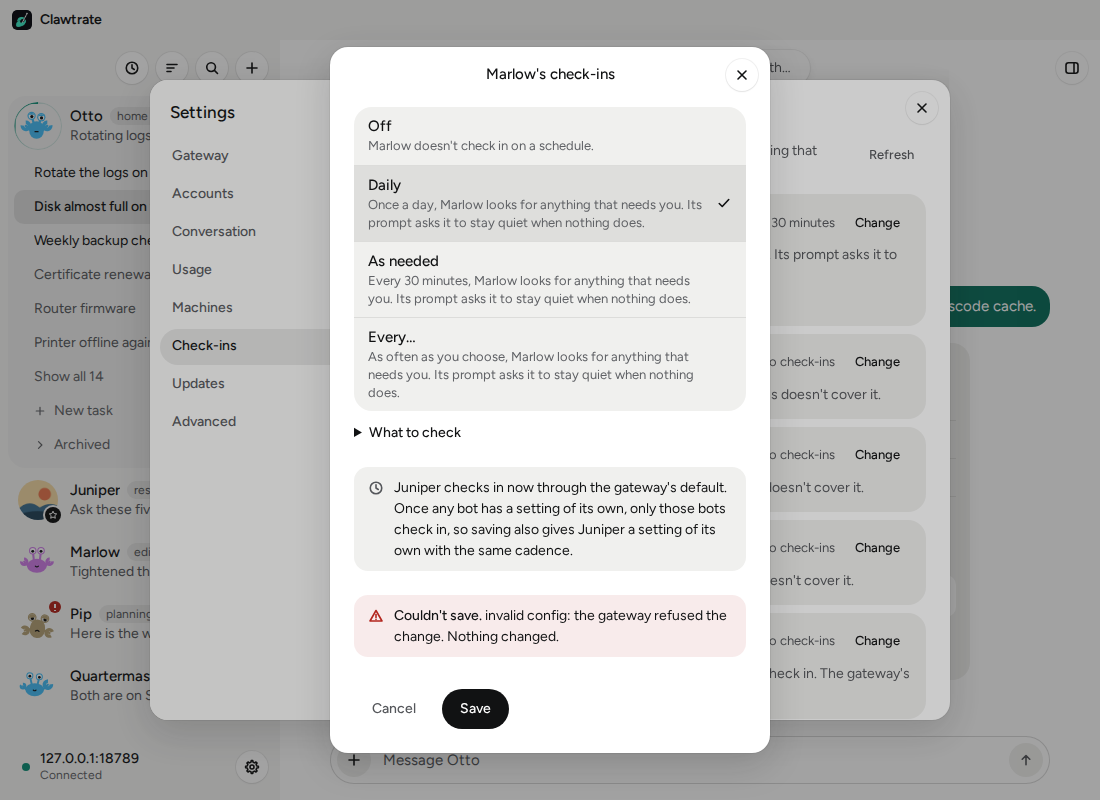 Clawtrate
th...
Otto home
Rotating logs
Rotate the logs on
Disk almost full on
Weekly backup che
Certificate renewa
Router firmware
Printer offline again
Show all 14
New task
Archived
Juniper res
Ask these fiv
Marlow edi
Tightened th
Pip planning
Here is the w
Quartermas
Both are on S
127.0.0.1:18789
Connected
Settings
Gateway
Accounts
Conversation
Usage
Machines
Check-ins
Updates
Advanced
Marlow's check-ins
Off
Marlow doesn't check in on a schedule.
Daily
Once a day, Marlow looks for anything that needs you. Its
prompt asks it to stay quiet when nothing does.
As needed
Every 30 minutes, Marlow looks for anything that needs
you. Its prompt asks it to stay quiet when nothing does.
Every...
As often as you choose, Marlow looks for anything that
needs you. Its prompt asks it to stay quiet when nothing
does.
What to check
Juniper checks in now through the gateway's default.
Once any bot has a setting of its own, only those bots
check in, so saving also gives Juniper a setting of its
own with the same cadence.
Couldn't save. invalid config: the gateway refused the
change. Nothing changed.
Cancel
Save
ing that
Refresh
30 minutes Change
Its prompt asks it to
o check-ins Change
s doesn't cover it.
o check-ins Change
doesn't cover it.
o check-ins Change
esn't cover it.
o check-ins Change
heck in. The gateway's
scode cache.
Message Otto